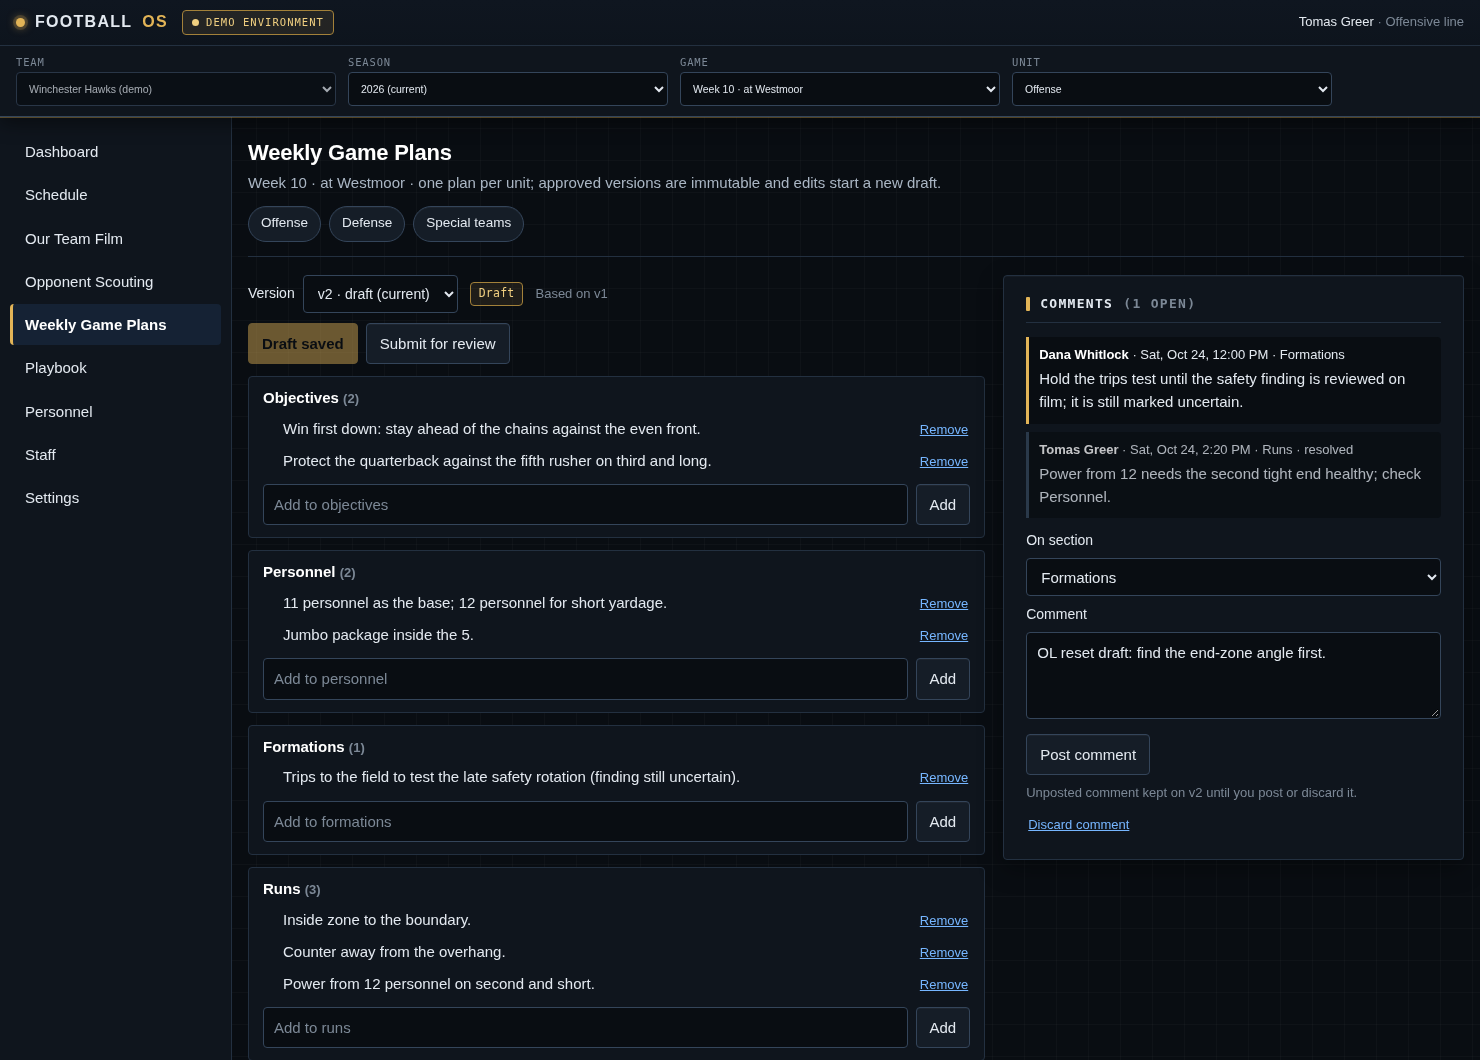 FOOTBALL OS
DEMO ENVIRONMENT
Tomas Greer · Offensive line
TEAM
Winchester Hawks (demo)
SEASON
2026 (current)
GAME
Week 10 · at Westmoor
UNIT
Offense
Dashboard
Schedule
Our Team Film
Opponent Scouting
Weekly Game Plans
Playbook
Personnel
Staff
Settings
Weekly Game Plans
Week 10 · at Westmoor · one plan per unit; approved versions are immutable and edits start a new draft.
Offense
Defense
Special teams
Version
v2 · draft (current)
Draft
Based on v1
Draft saved
Submit for review
Objectives (2)
Win first down: stay ahead of the chains against the even front.
Remove
Protect the quarterback against the fifth rusher on third and long.
Remove
Add to objectives
Add
Personnel (2)
11 personnel as the base; 12 personnel for short yardage.
Remove
Jumbo package inside the 5.
Remove
Add to personnel
Add
Formations (1)
Trips to the field to test the late safety rotation (finding still uncertain).
Remove
Add to formations
Add
Runs (3)
Inside zone to the boundary.
Remove
Counter away from the overhang.
Remove
Power from 12 personnel on second and short.
Remove
Add to runs
Add
COMMENTS (1 OPEN)
Dana Whitlock · Sat, Oct 24, 12:00 PM · Formations
Hold the trips test until the safety finding is reviewed on
film; it is still marked uncertain.
Tomas Greer · Sat, Oct 24, 2:20 PM · Runs · resolved
Power from 12 needs the second tight end healthy; check
Personnel.
On section
Formations
Comment
OL reset draft: find the end-zone angle first.
Post comment
Unposted comment kept on v2 until you post or discard it.
Discard comment